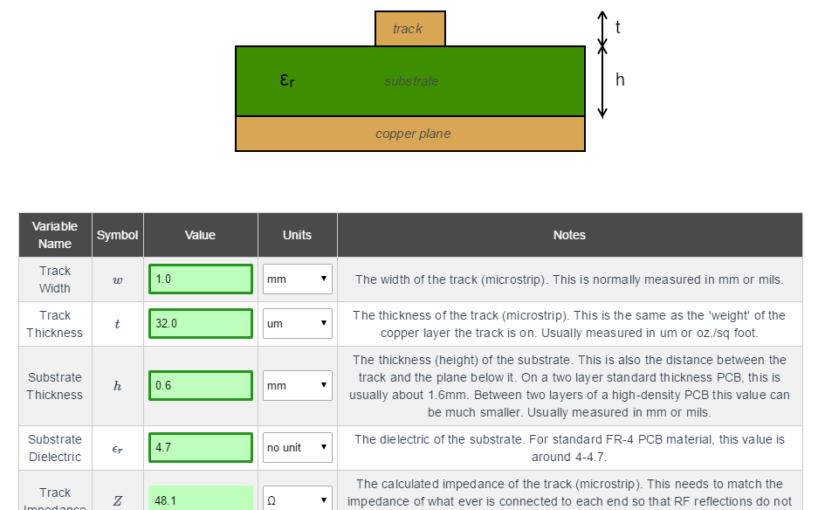 track
t
εr
substrate
h
copper plane
Variable Name
Symbol
Value
Units
Notes
Track Width
w
1.0
mm
The width of the track (microstrip). This is normally measured in mm or mils.
Track Thickness
t
32.0
um
The thickness of the track (microstrip). This is the same as the 'weight' of the
copper layer the track is on. Usually measured in um or oz./sq foot.
Substrate Thickness
h
0.6
mm
The thickness (height) of the substrate. This is also the distance between the
track and the plane below it. On a two layer standard thickness PCB, this is
usually about 1.6mm. Between two layers of a high-density PCB this value can
be much smaller. Usually measured in mm or mils.
Substrate Dielectric
ϵr
4.7
no unit
The dielectric of the substrate. For standard FR-4 PCB material, this value is
around 4-4.7.
Track Impedance
Z
48.1
Ω
The calculated impedance of the track (microstrip). This needs to match the
impedance of what ever is connected to each end so that RF reflections do not